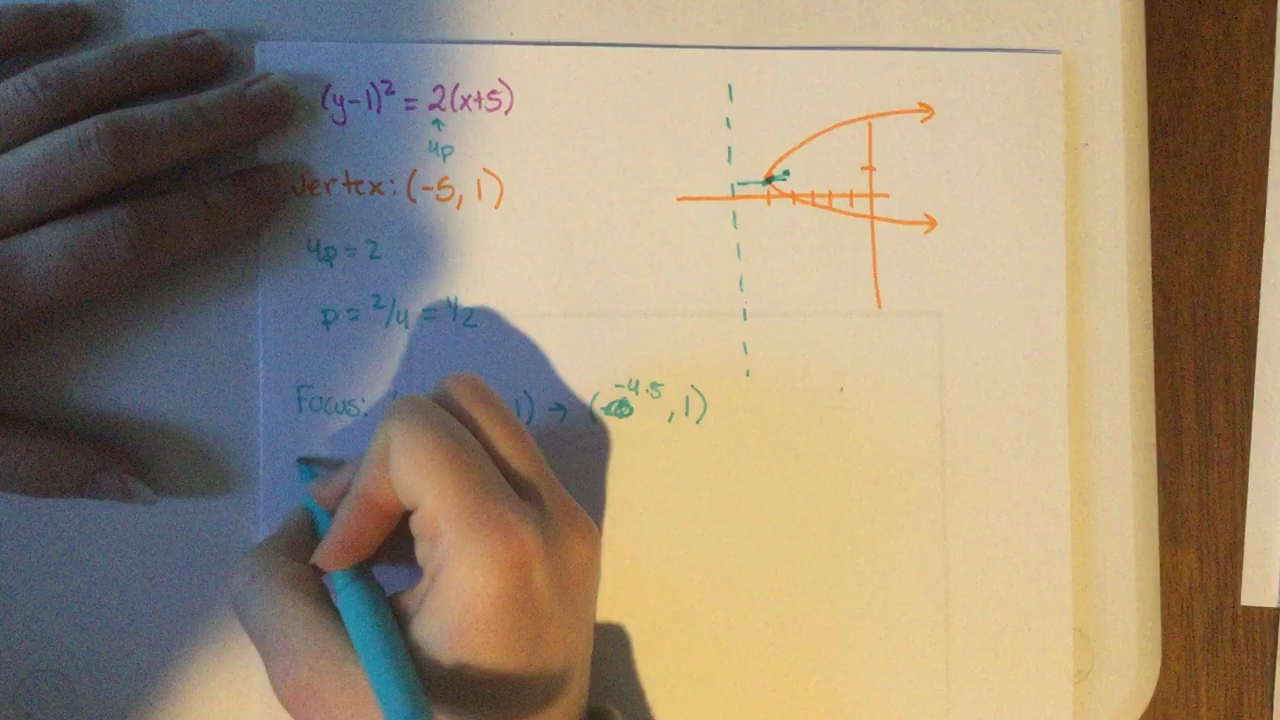 (y-1)² = 2(x+5)
↑
4p
Vertex: (-5, 1)
4p = 2
p = 2/4 = 1/2
Focus: ( 1) → ( -4.5, 1)